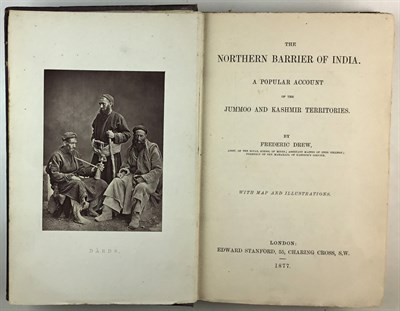 DARDS.
THE
NORTHERN BARRIER OF INDIA.
A POPULAR ACCOUNT
OF THE
JUMMOO AND KASHMIR TERRITORIES.
BY
FREDERIC DREW,
WITH MAP AND ILLUSTRATIONS.
LONDON:
EDWARD STANFORD, 55, CHARING CROSS, S.W.
1877.